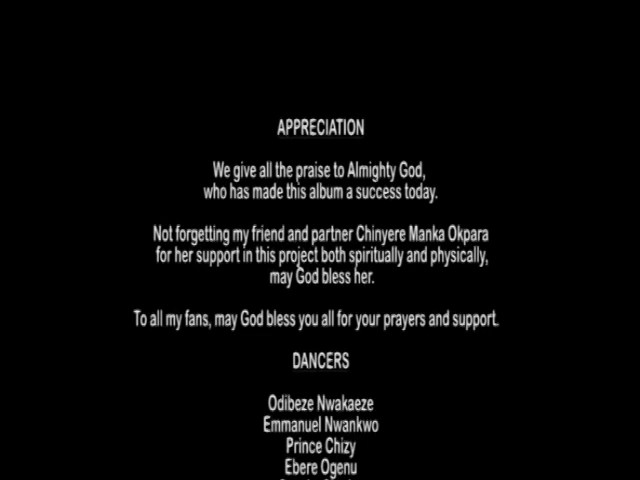 APPRECIATION
We give all the praise to Almighty God,
who has made this album a success today.
Not forgetting my friend and partner Chinyere Manka Okpara
for her support in this project both spiritually and physically,
may God bless her.
To all my fans, may God bless you all for your prayers and support.
DANCERS
Odibeze Nwakaeze
Emmanuel Nwankwo
Prince Chizy
Ebere Ogenu